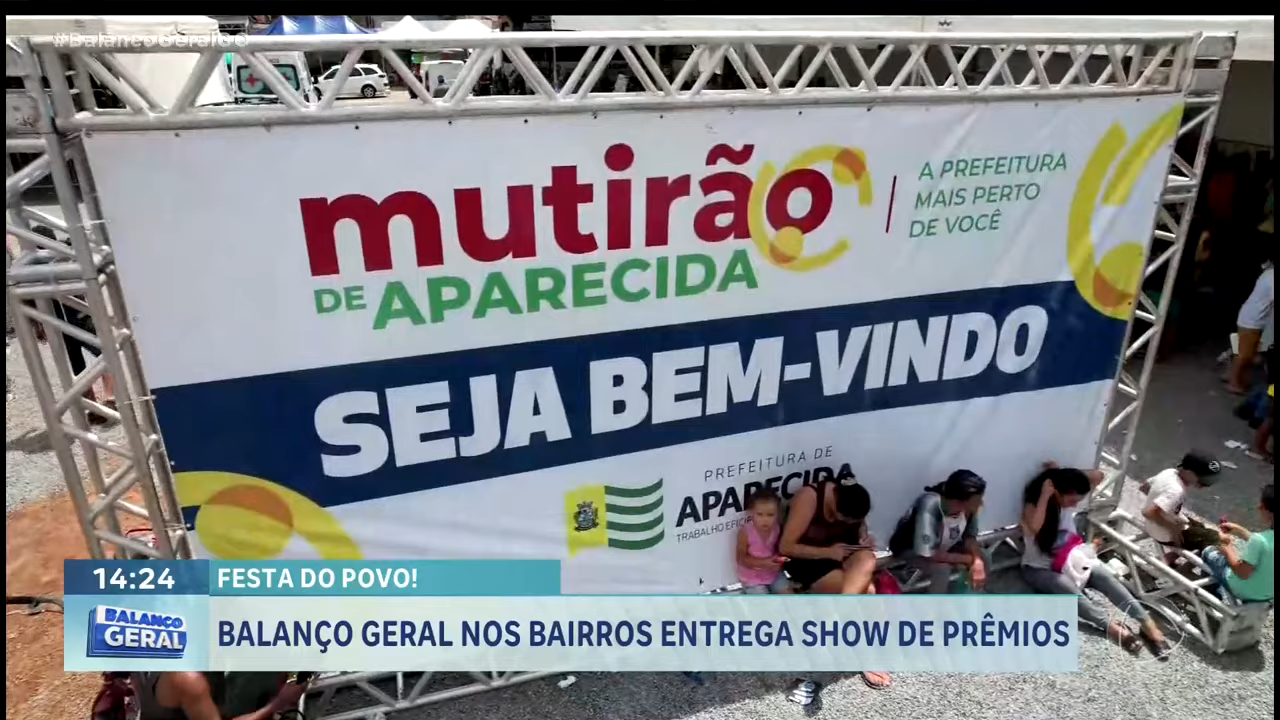 #BalançoGeralGO
mutirão
DE APARECIDA
A PREFEITURA
MAIS PERTO
DE VOCÊ
SEJA BEM-VINDO
PREFEITURA DE
APARECIDA
14:24
FESTA DO POVO!
BALANÇO
GERAL
BALANÇO GERAL NOS BAIRROS ENTREGA SHOW DE PRÊMIOS